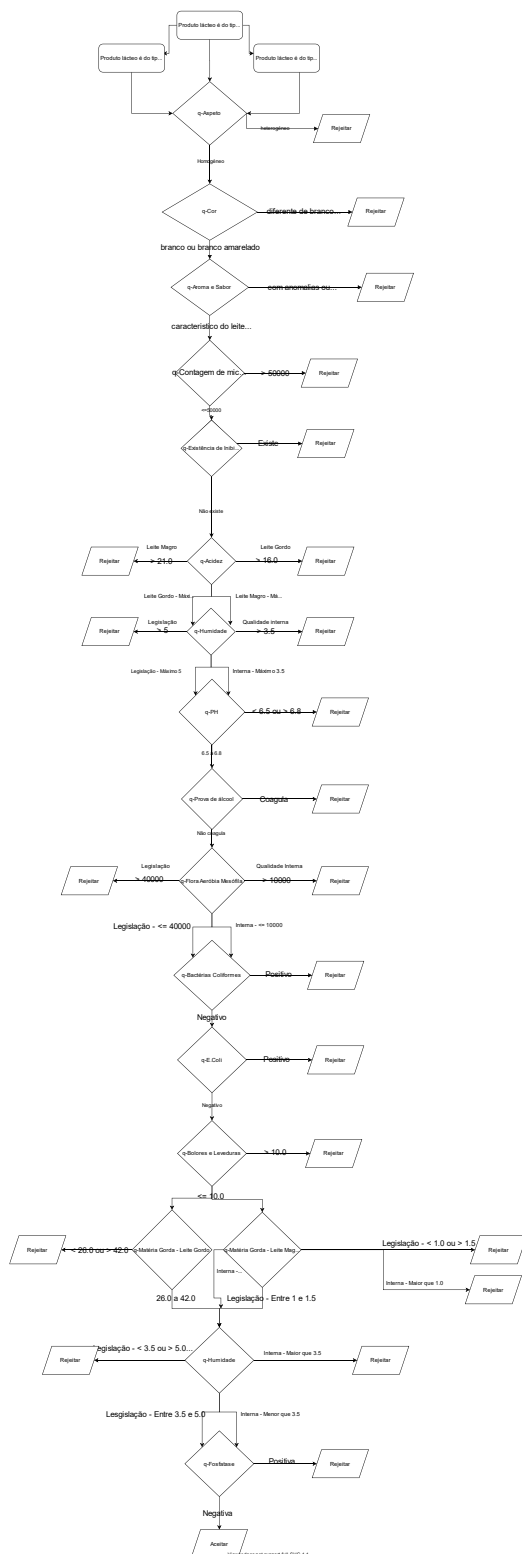 Produto lácteo é do tip...
Produto lácteo é do tip...
Produto lácteo é do tip...
q-Aspeto
heterogéneo
Rejeitar
Homogéneo
q-Cor
diferente de branco...
Rejeitar
branco ou branco amarelado
q-Aroma e Sabor
com anomalias ou...
Rejeitar
característico do leite...
q-Contagem de mic...
> 50000
Rejeitar
<=50000
q-Existência de Inibi...
Existe
Rejeitar
Não existe
Leite Magro
Leite Gordo
Rejeitar
> 21.0
q-Acidez
> 16.0
Rejeitar
Leite Gordo - Máxi...
Leite Magro - Má...
Legislação
Qualidade interna
Rejeitar
> 5
q-Humidade
> 3.5
Rejeitar
Legislação - Máximo 5
Interna - Máximo 3.5
q-PH
< 6.5 ou > 6.8
Rejeitar
6.5 a 6.8
q-Prova de álcool
Coagula
Rejeitar
Não coagula
Legislação
Qualidade Interna
Rejeitar
> 40000
q-Flora Aeróbia Mesófila
> 10000
Rejeitar
Legislação - <= 40000
Interna - <= 10000
q-Bactérias Coliformes
Positivo
Rejeitar
Negativo
q-E.Coli
Positivo
Rejeitar
Negativo
q-Bolores e Leveduras
> 10.0
Rejeitar
<= 10.0
Rejeitar
< 26.0 ou > 42.0
q-Matéria Gorda - Leite Gordo
q-Matéria Gorda - Leite Mag...
Legislação - < 1.0 ou > 1.5
Rejeitar
Interna -...
Interna - Maior que 1.0
Rejeitar
26.0 a 42.0
Legislação - Entre 1 e 1.5
Legislação - < 3.5 ou > 5.0...
Interna - Maior que 3.5
Rejeitar
q-Humidade
Rejeitar
Lesgislação - Entre 3.5 e 5.0
Interna - Menor que 3.5
q-Fosfatase
Positiva
Rejeitar
Negativa
Aceitar